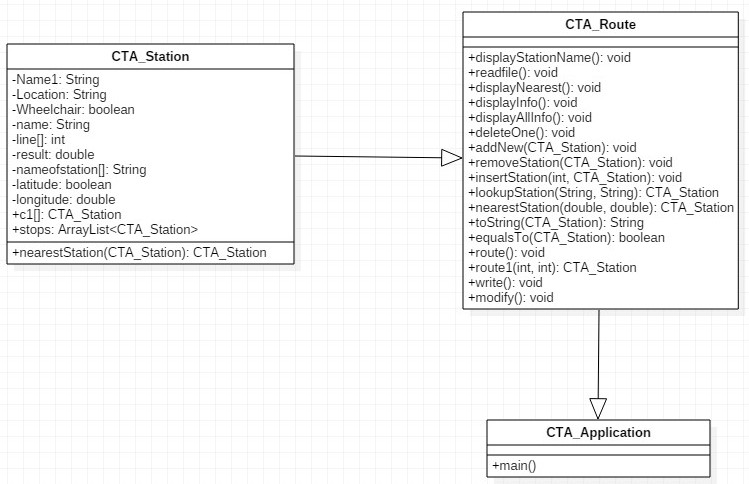 CTA_Station
-Name1: String
-Location: String
-Wheelchair: boolean
-name: String
-line[]: int
-result: double
-nameofstation[]: String
-latitude: boolean
-longitude: double
+c1[]: CTA_Station
+stops: ArrayList<CTA_Station>
+nearestStation(CTA_Station): CTA_Station
CTA_Route
+displayStationName(): void
+readfile(): void
+displayNearest(): void
+displayInfo(): void
+displayAllInfo(): void
+deleteOne(): void
+addNew(CTA_Station): void
+removeStation(CTA_Station): void
+insertStation(int, CTA_Station): void
+lookupStation(String, String): CTA_Station
+nearestStation(double, double): CTA_Station
+toString(CTA_Station): String
+equalsTo(CTA_Station): boolean
+route(): void
+route1(int, int): CTA_Station
+write(): void
+modify(): void
CTA_Application
+main()